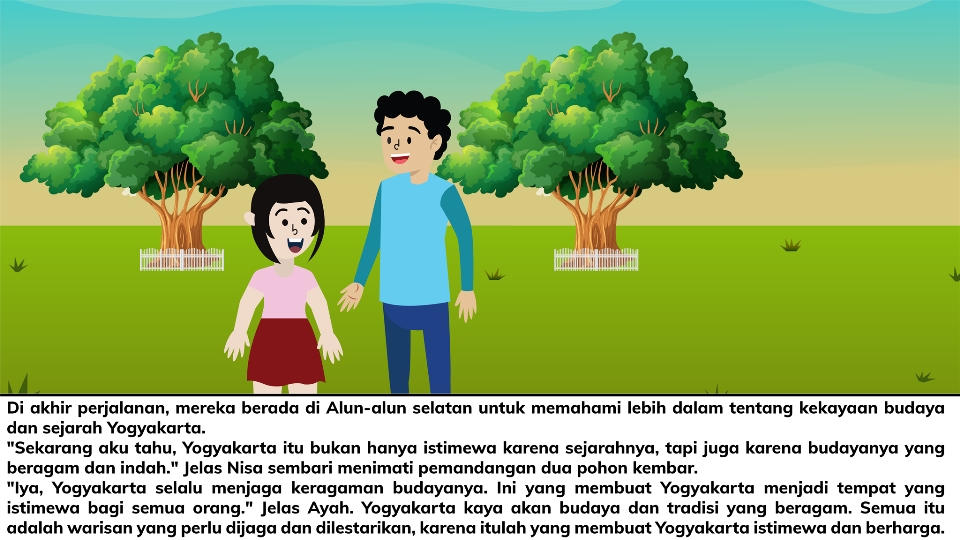 Di akhir perjalanan, mereka berada di Alun-alun selatan untuk memahami lebih dalam tentang kekayaan budaya
dan sejarah Yogyakarta.
"Sekarang aku tahu, Yogyakarta itu bukan hanya istimewa karena sejarahnya, tapi juga karena budayanya yang
beragam dan indah." Jelas Nisa sembari menimati pemandangan dua pohon kembar.
"Iya, Yogyakarta selalu menjaga keragaman budayanya. Ini yang membuat Yogyakarta menjadi tempat yang
istimewa bagi semua orang." Jelas Ayah. Yogyakarta kaya akan budaya dan tradisi yang beragam. Semua itu
adalah warisan yang perlu dijaga dan dilestarikan, karena itulah yang membuat Yogyakarta istimewa dan berharga.